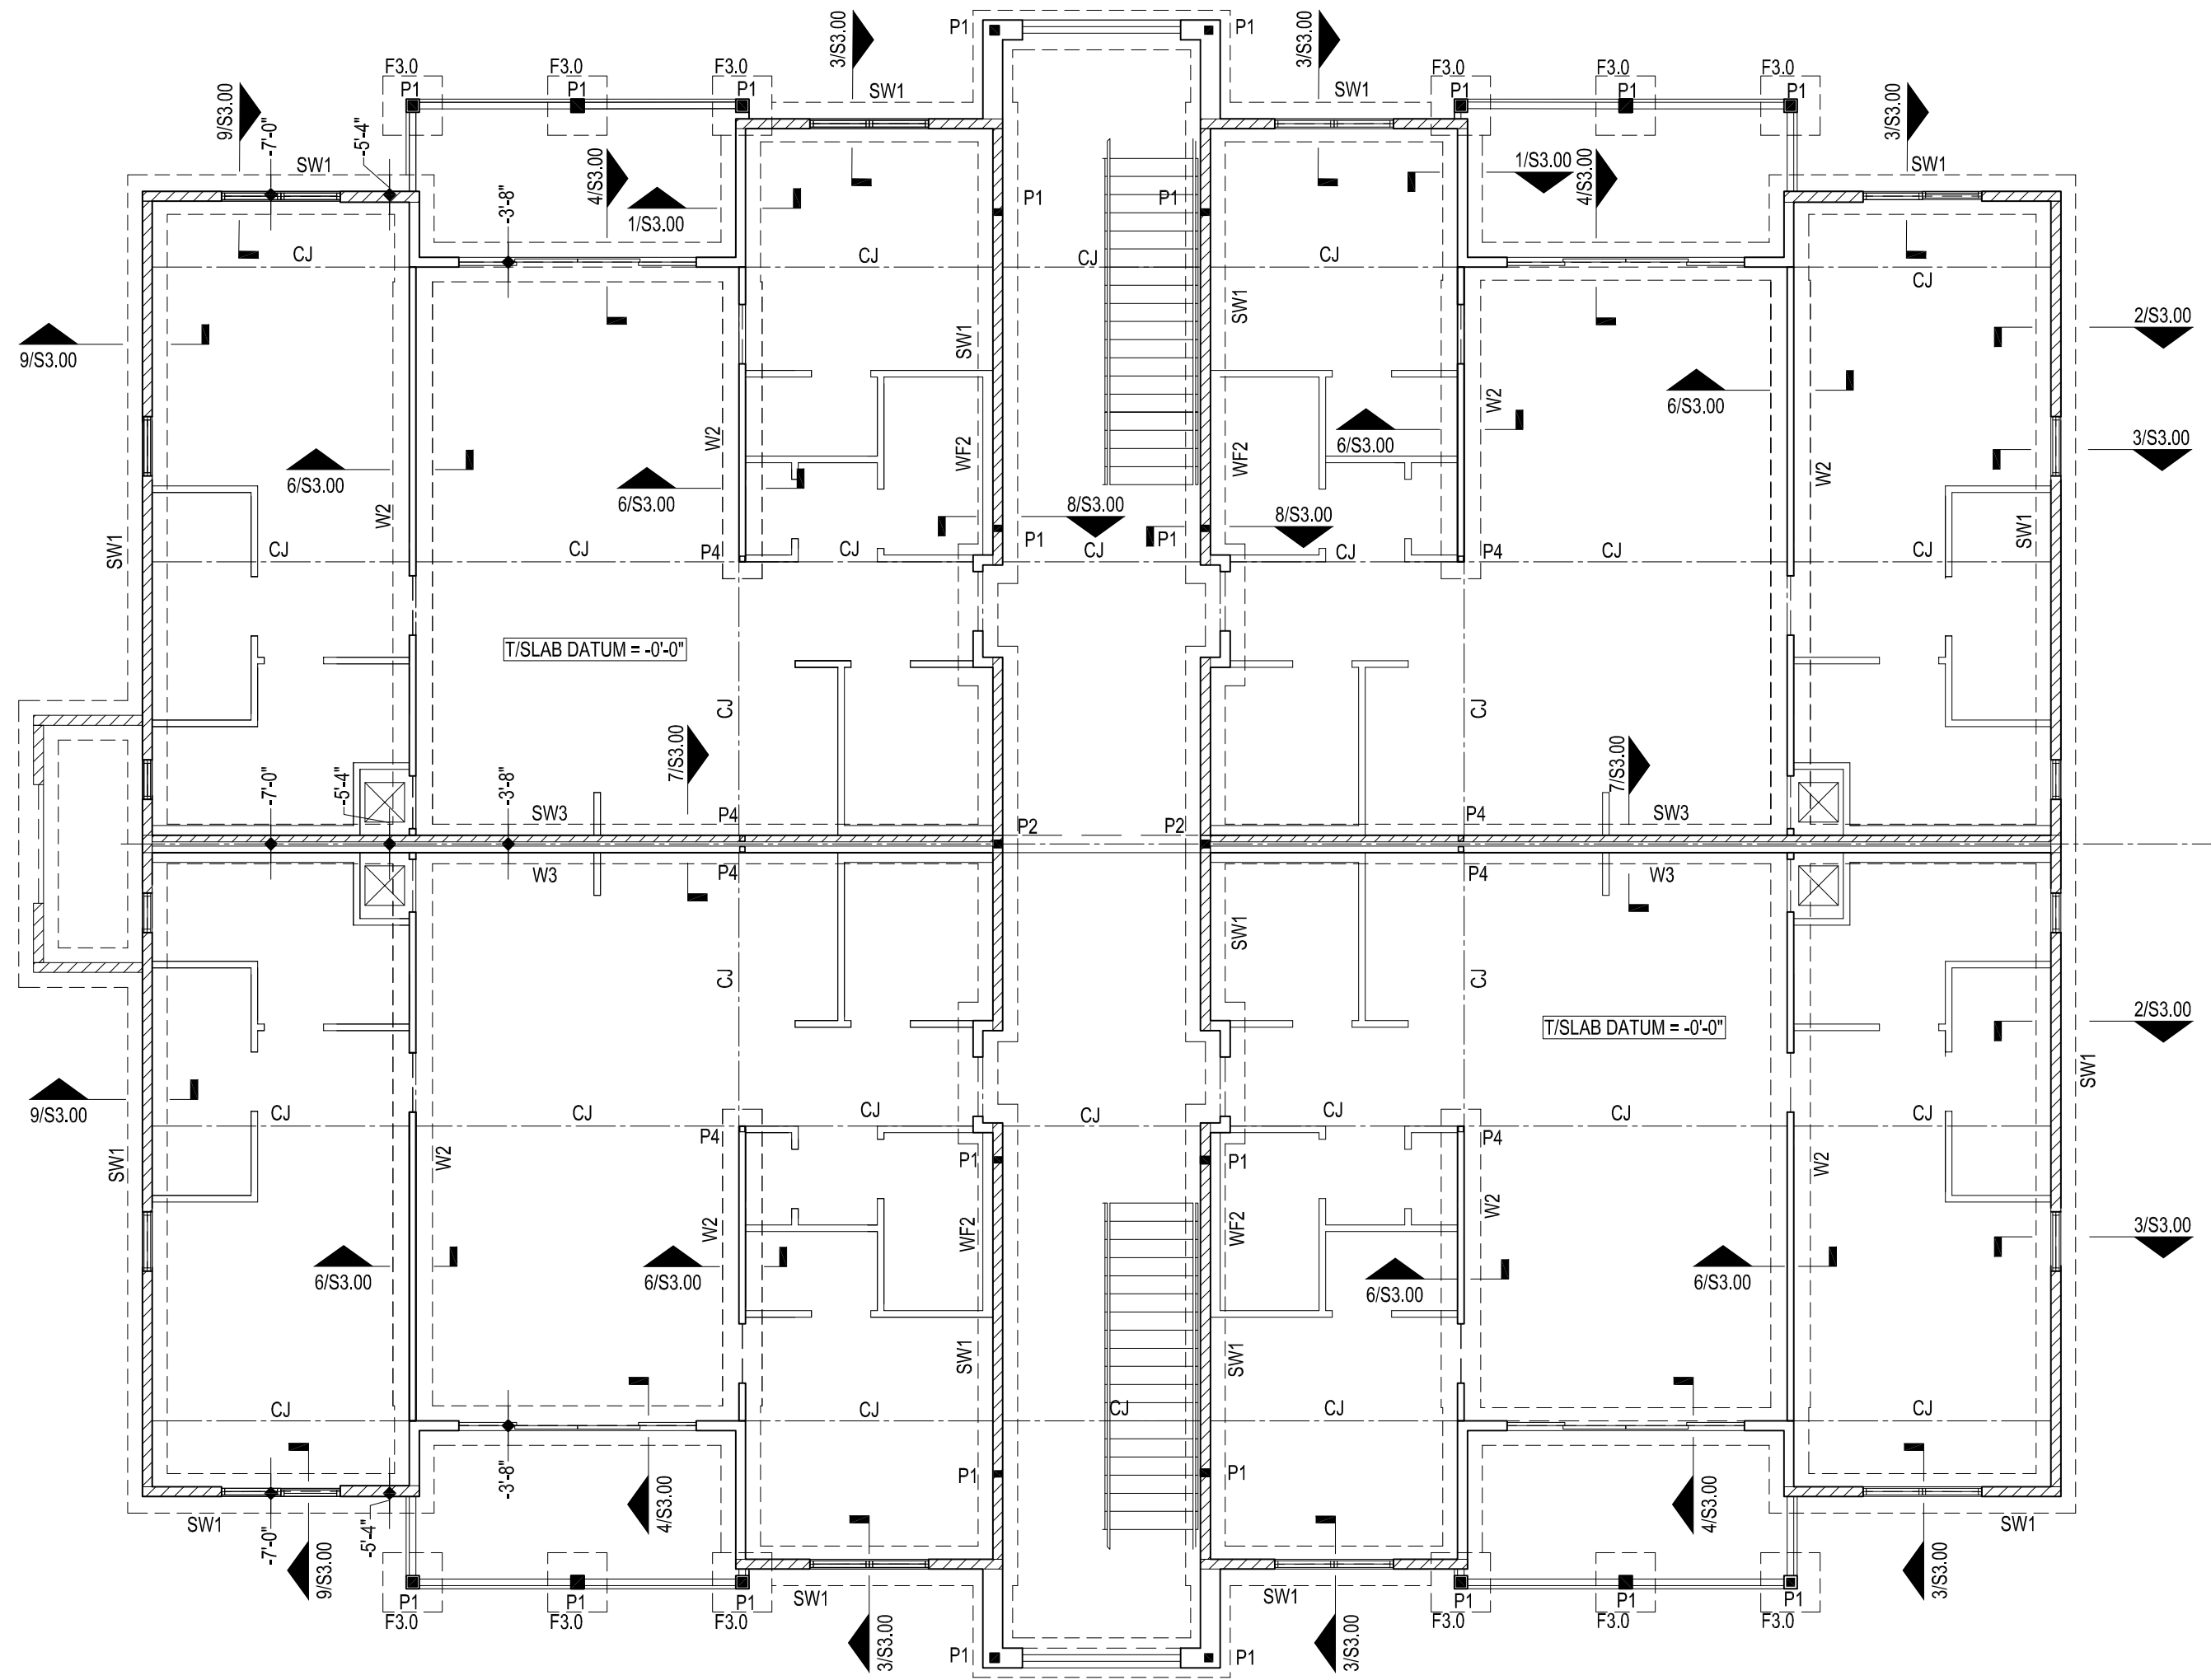 P1
P1
3/S3.00
3/S3.00
F3.0
F3.0
F3.0
F3.0
F3.0
F3.0
P1
P1
P1
P1
P1
P1
SW1
SW1
9/S3.00
3/S3.00
-7'-0"
-5'-4"
SW1
SW1
4/S3.00
1/S3.00
4/S3.00
1/S3.00
-3'-8"
P1
P1
CJ
CJ
CJ
CJ
CJ
SW1
SW1
9/S3.00
2/S3.00
6/S3.00
6/S3.00
6/S3.00
6/S3.00
3/S3.00
W2
W2
WF2
WF2
W2
W2
SW1
SW1
8/S3.00
8/S3.00
P1
P1
CJ
CJ
P4
CJ
CJ
CJ
P4
CJ
CJ
T/SLAB DATUM = -0'-0"
CJ
CJ
7/S3.00
7/S3.00
-7'-0"
-5'-4"
-3'-8"
SW3
P4
P2
P2
P4
SW3
W3
P4
P4
W3
SW1
CJ
CJ
T/SLAB DATUM = -0'-0"
2/S3.00
SW1
9/S3.00
CJ
CJ
CJ
CJ
CJ
CJ
CJ
P4
P4
SW1
W2
P1
P1
W2
W2
WF2
WF2
W2
3/S3.00
6/S3.00
6/S3.00
6/S3.00
6/S3.00
SW1
SW1
CJ
CJ
CJ
CJ
CJ
P1
P1
-3'-8"
4/S3.00
4/S3.00
SW1
-7'-0"
-5'-4"
SW1
9/S3.00
3/S3.00
P1
P1
P1
SW1
SW1
P1
P1
P1
F3.0
F3.0
F3.0
F3.0
F3.0
F3.0
3/S3.00
3/S3.00
P1
P1